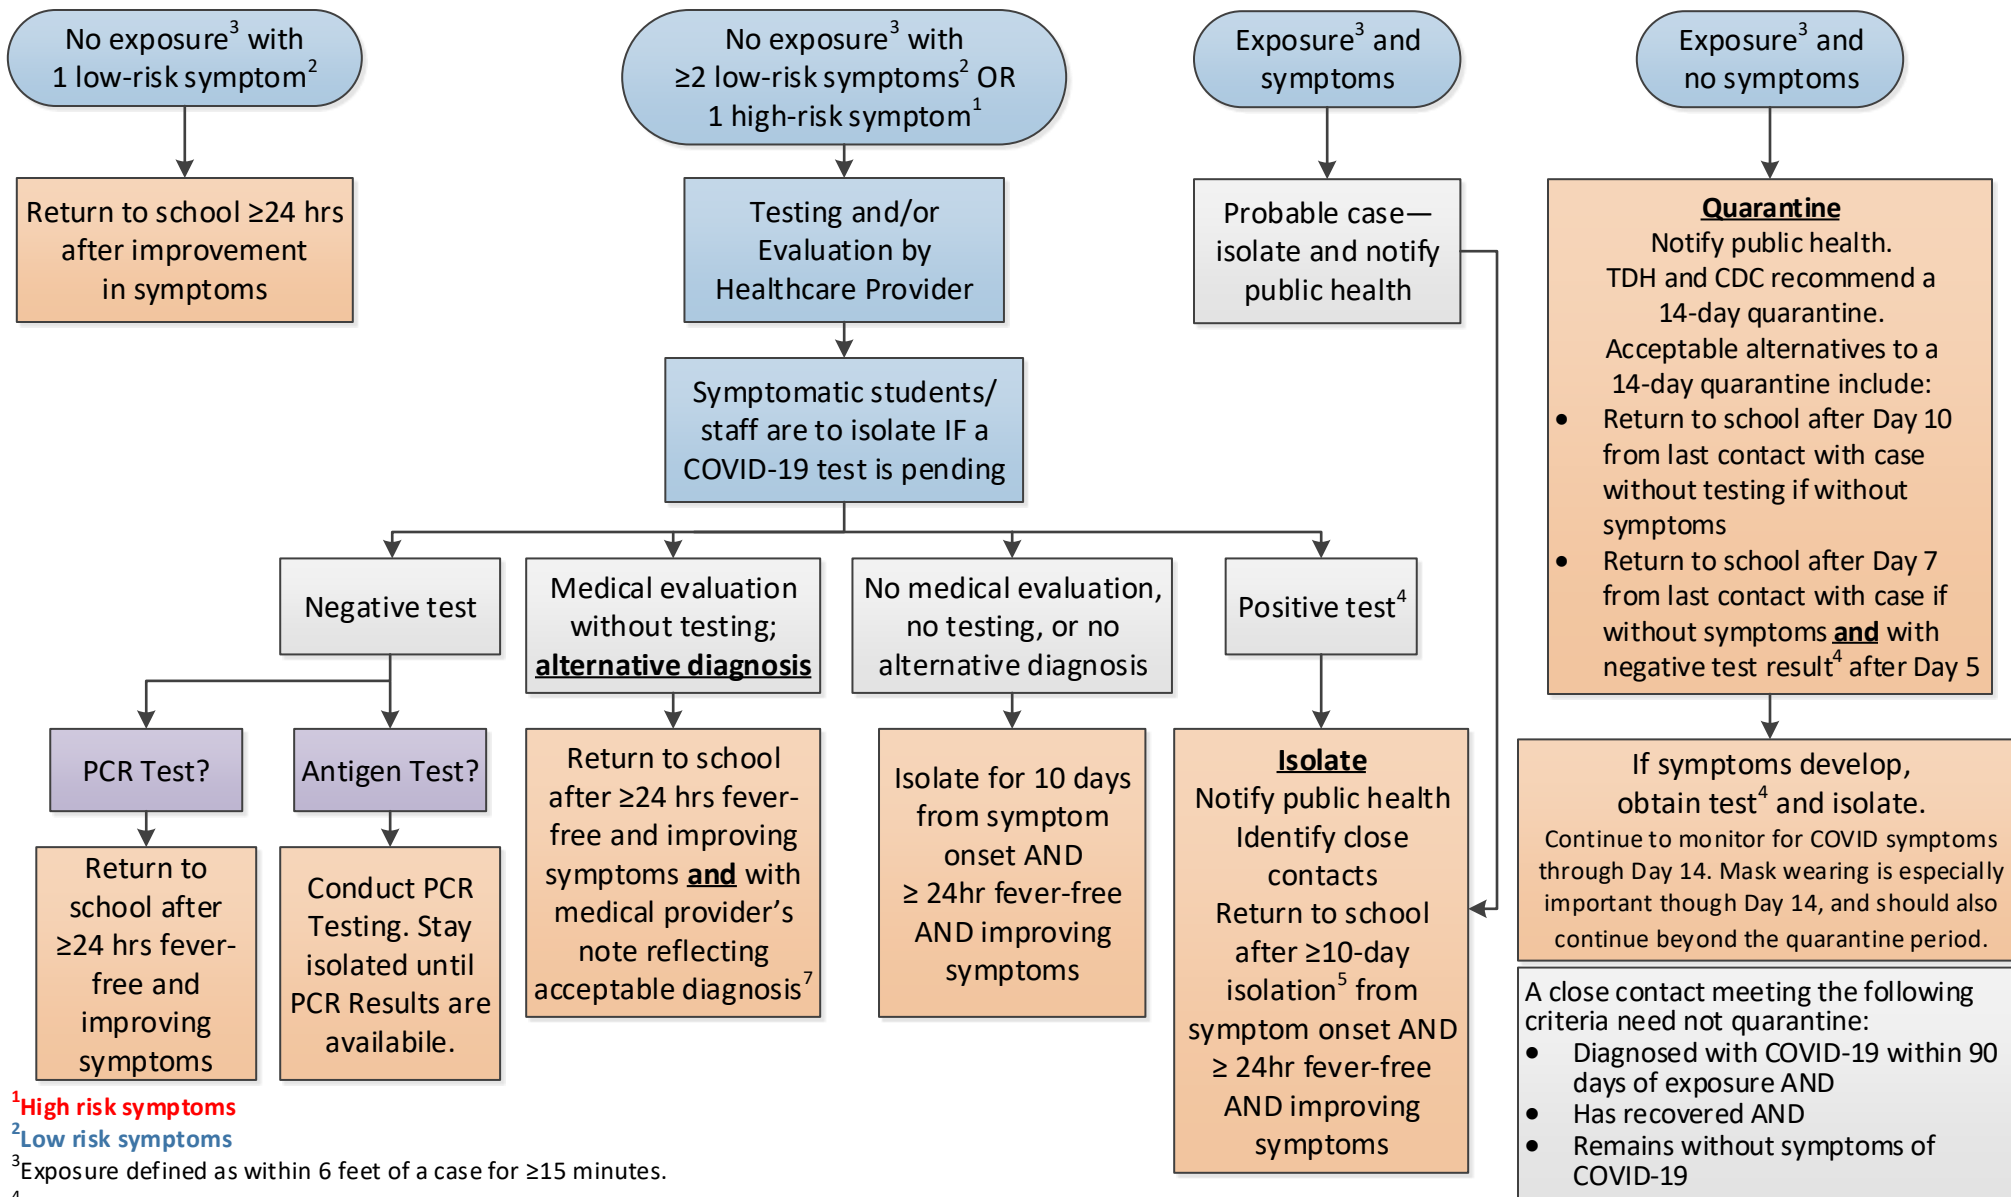 No exposure³ with
1 low-risk symptom²
Return to school ≥24 hrs
after improvement
in symptoms
No exposure³ with
≥2 low-risk symptoms² OR
1 high-risk symptom¹
Testing and/or
Evaluation by
Healthcare Provider
Symptomatic students/
staff are to isolate IF a
COVID-19 test is pending
Negative test
PCR Test?
Return to
school after
≥24 hrs fever-
free and
improving
symptoms
Antigen Test?
Conduct PCR
Testing. Stay
isolated until
PCR Results are
availabile.
Medical evaluation
without testing;
alternative diagnosis
Return to school
after ≥24 hrs fever-
free and improving
symptoms and with
medical provider’s
note reflecting
acceptable diagnosis⁷
No medical evaluation,
no testing, or no
alternative diagnosis
Isolate for 10 days
from symptom
onset AND
≥ 24hr fever-free
AND improving
symptoms
Positive test⁴
Isolate
Notify public health
Identify close
contacts
Return to school
after ≥10-day
isolation⁵ from
symptom onset AND
≥ 24hr fever-free
AND improving
symptoms
Exposure³ and
symptoms
Probable case—
isolate and notify
public health
Exposure³ and
no symptoms
Quarantine
Notify public health.
TDH and CDC recommend a
14-day quarantine.
Acceptable alternatives to a
14-day quarantine include:
• Return to school after Day 10
from last contact with case
without testing if without
symptoms
• Return to school after Day 7
from last contact with case if
without symptoms and with
negative test result⁴ after Day 5
If symptoms develop,
obtain test⁴ and isolate.
Continue to monitor for COVID symptoms
through Day 14. Mask wearing is especially
important though Day 14, and should also
continue beyond the quarantine period.
A close contact meeting the following
criteria need not quarantine:
• Diagnosed with COVID-19 within 90
days of exposure AND
• Has recovered AND
• Remains without symptoms of
COVID-19
¹High risk symptoms
²Low risk symptoms
³Exposure defined as within 6 feet of a case for ≥15 minutes.
4